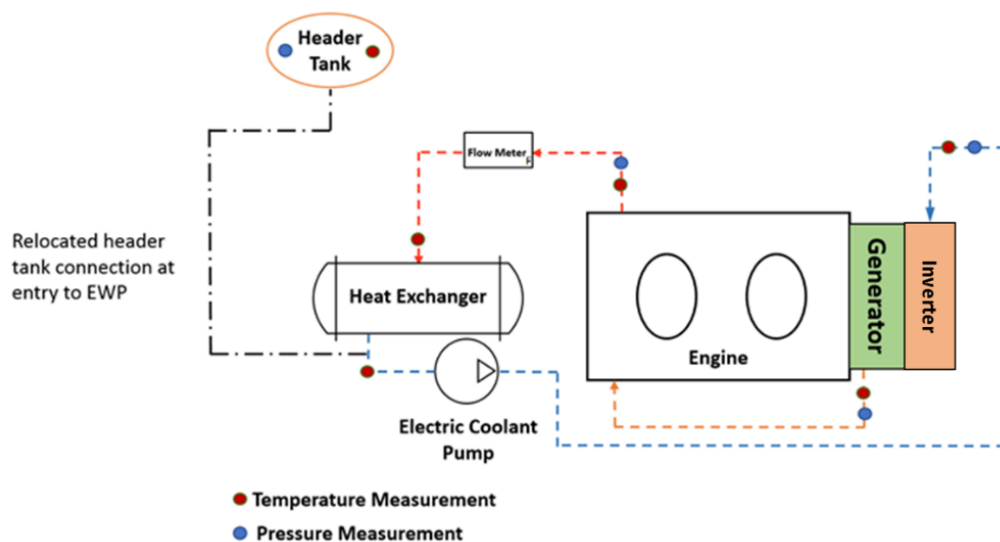 Header
Tank
Flow Meter
F
Relocated header
tank connection at
entry to EWP
Heat Exchanger
Engine
Generator
Inverter
Electric Coolant
Pump
Temperature Measurement
Pressure Measurement